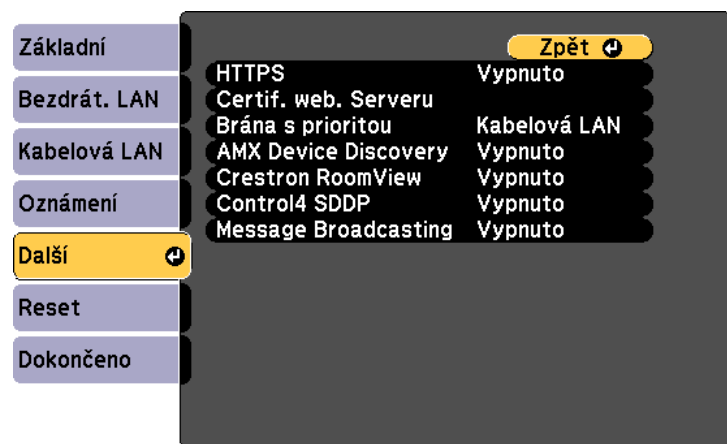 Základní
Bezdrát. LAN
Kabelová LAN
Oznámení
Další
Reset
Dokončeno
Zpět
HTTPS Vypnuto
Certif. web. Serveru
Brána s prioritou Kabelová LAN
AMX Device Discovery Vypnuto
Crestron RoomView Vypnuto
Control4 SDDP Vypnuto
Message Broadcasting Vypnuto